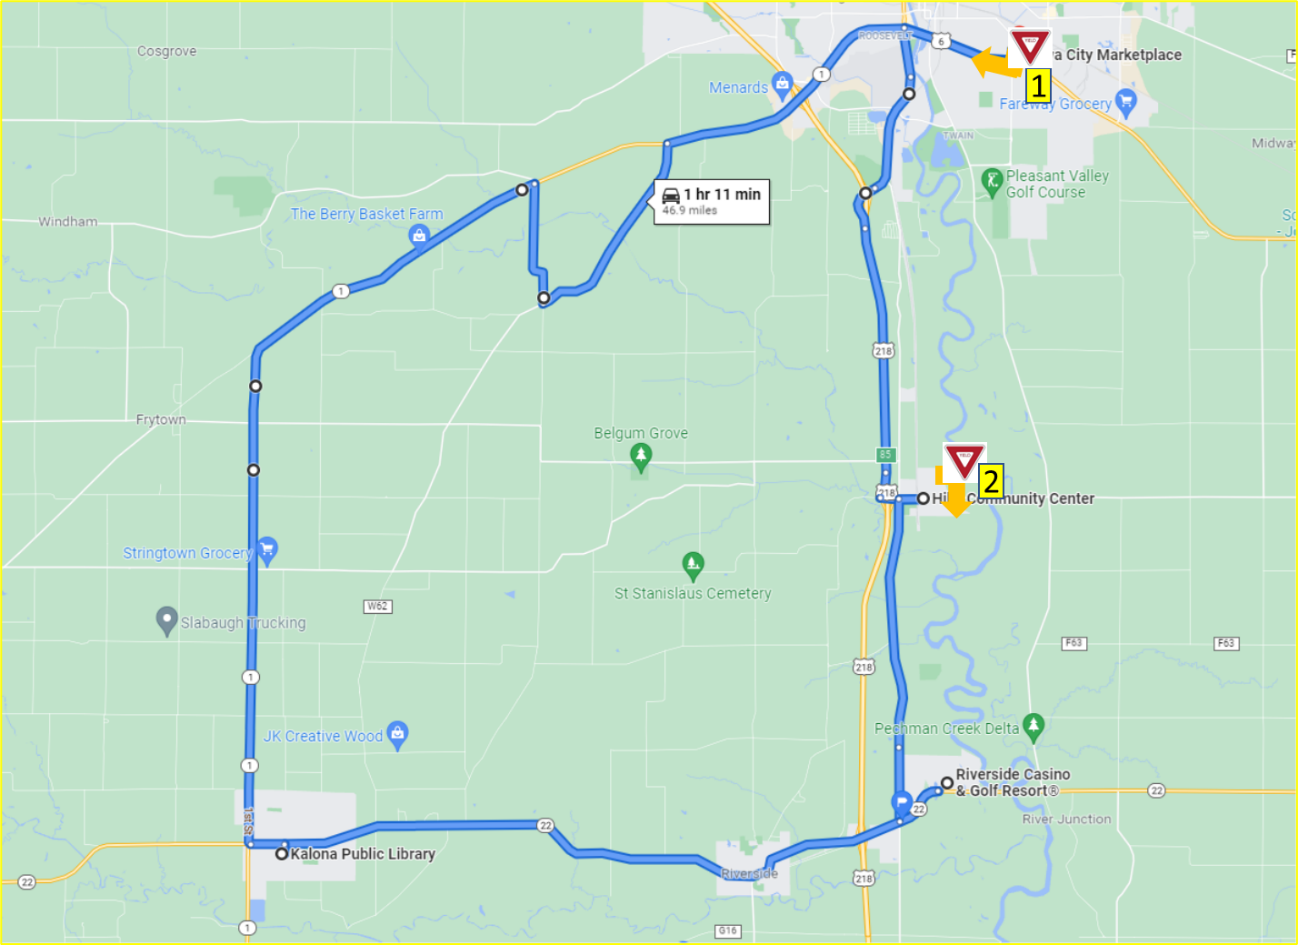 Cosgrove
ROOSEVELT
6
YIELD
a City Marketplace
1
1
Menards
Fareway Grocery
TWAIN
Midwa
Pleasant Valley
Golf Course
1 hr 11 min
46.9 miles
The Berry Basket Farm
Windham
1
218
Frytown
Belgum Grove
85
2
218
Community Center
Stringtown Grocery
St Stanislaus Cemetery
W62
Slabaugh Trucking
F63
F63
218
1
JK Creative Wood
Pechman Creek Delta
1
Riverside Casino
& Golf Resort®
22
22
River Junction
1st St
22
Kalona Public Library
Riverside
22
218
1
G16